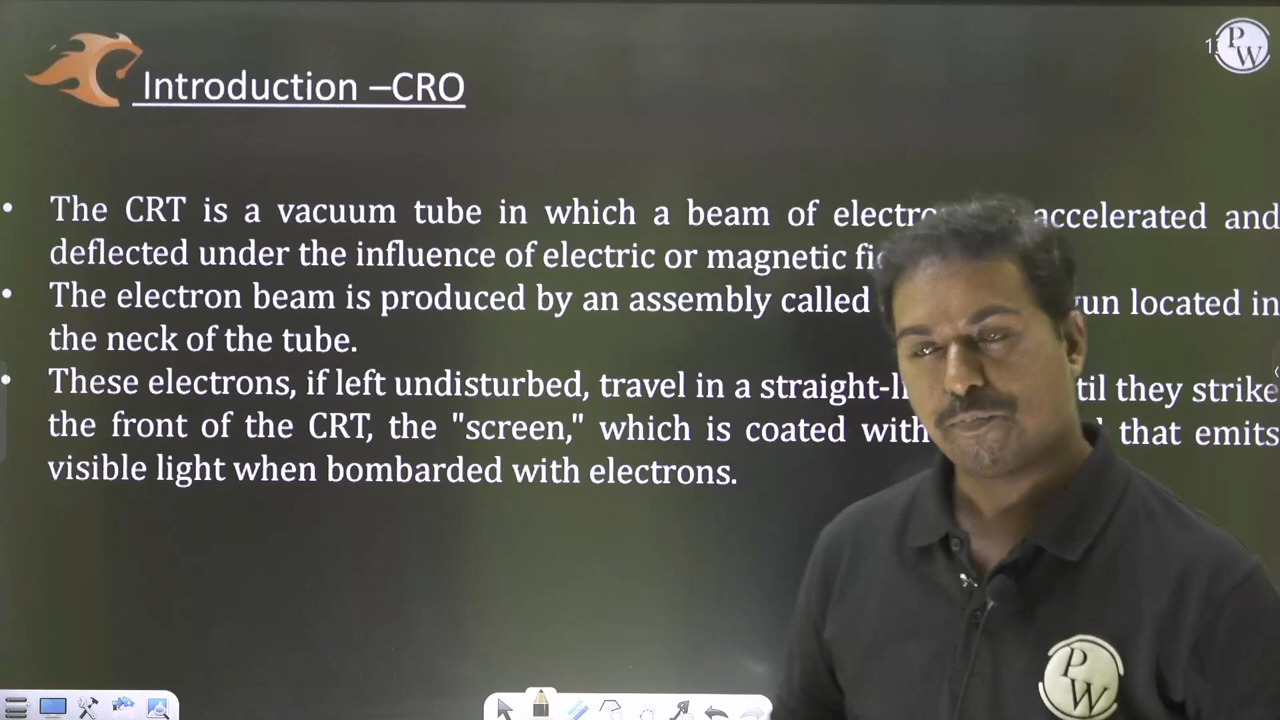 Introduction –CRO
1
PW
• The CRT is a vacuum tube in which a beam of accelerated and
deflected under the influence of electric or magnetic
• The electron beam is produced by an assembly called located in
the neck of the tube.
• These electrons, if left undisturbed, travel in a they strike
the front of the CRT, the "screen," which is coated with that emits
visible light when bombarded with electrons.
PW